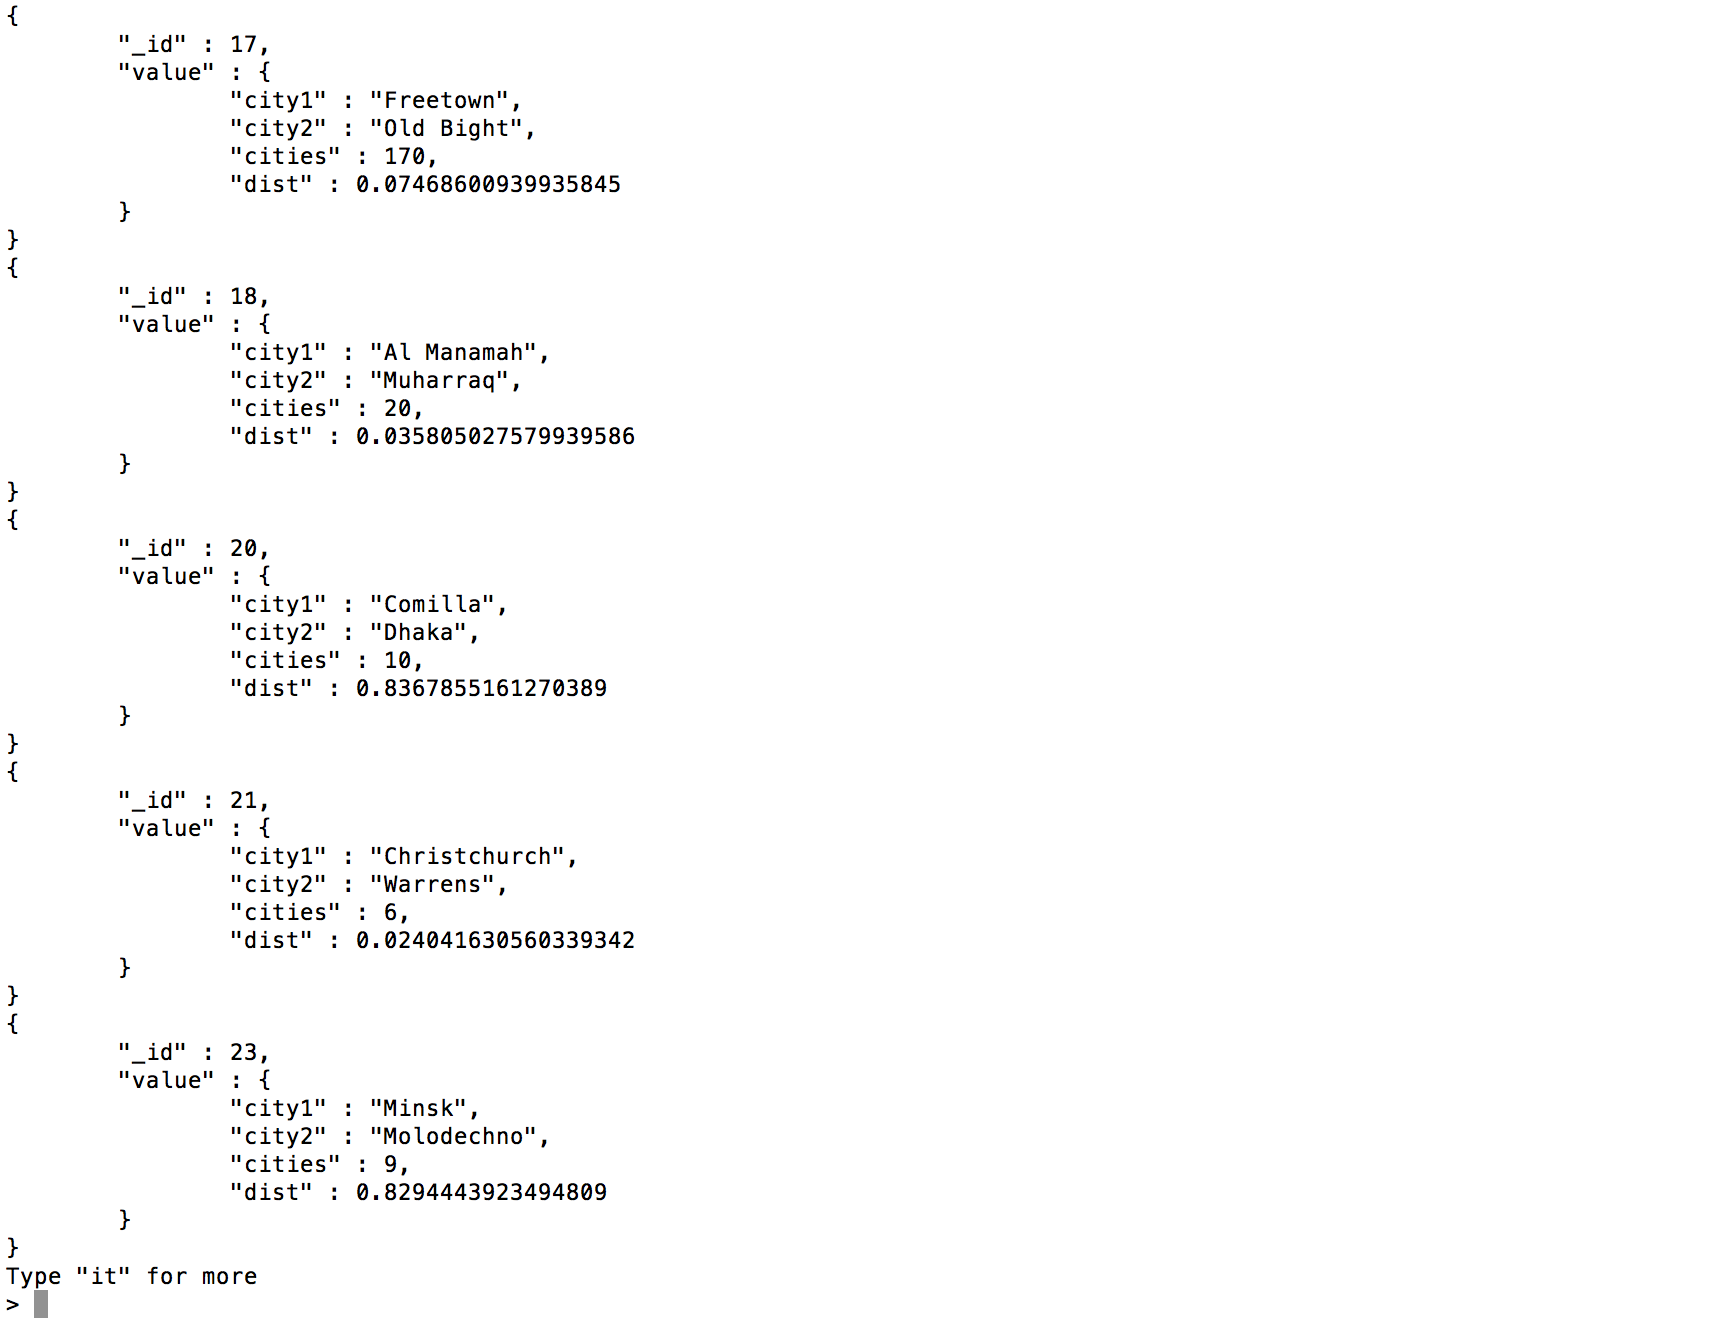 {
        "_id" : 17,
        "value" : {
                "city1" : "Freetown",
                "city2" : "Old Bight",
                "cities" : 170,
                "dist" : 0.07468600939935845
        }
}
{
        "_id" : 18,
        "value" : {
                "city1" : "Al Manamah",
                "city2" : "Muharraq",
                "cities" : 20,
                "dist" : 0.035805027579939586
        }
}
{
        "_id" : 20,
        "value" : {
                "city1" : "Comilla",
                "city2" : "Dhaka",
                "cities" : 10,
                "dist" : 0.8367855161270389
        }
}
{
        "_id" : 21,
        "value" : {
                "city1" : "Christchurch",
                "city2" : "Warrens",
                "cities" : 6,
                "dist" : 0.024041630560339342
        }
}
{
        "_id" : 23,
        "value" : {
                "city1" : "Minsk",
                "city2" : "Molodechno",
                "cities" : 9,
                "dist" : 0.8294443923494809
        }
}
Type "it" for more
>